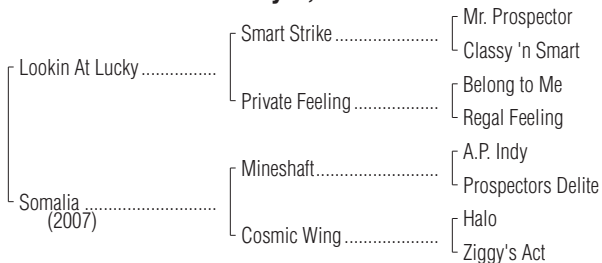 Mr. Prospector
Smart Strike
Classy 'n Smart
Lookin At Lucky
Belong to Me
Private Feeling
Regal Feeling
A.P. Indy
Mineshaft
Prospectors Delite
Somalia
(2007)
Halo
Cosmic Wing
Ziggy's Act